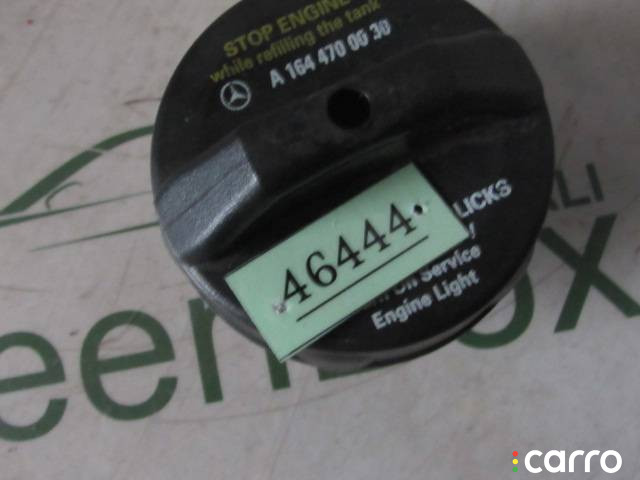 STOP ENGINE
while refilling the tank
A 164 470 00 30
LICKS
46444
Service
Engine Light
carro